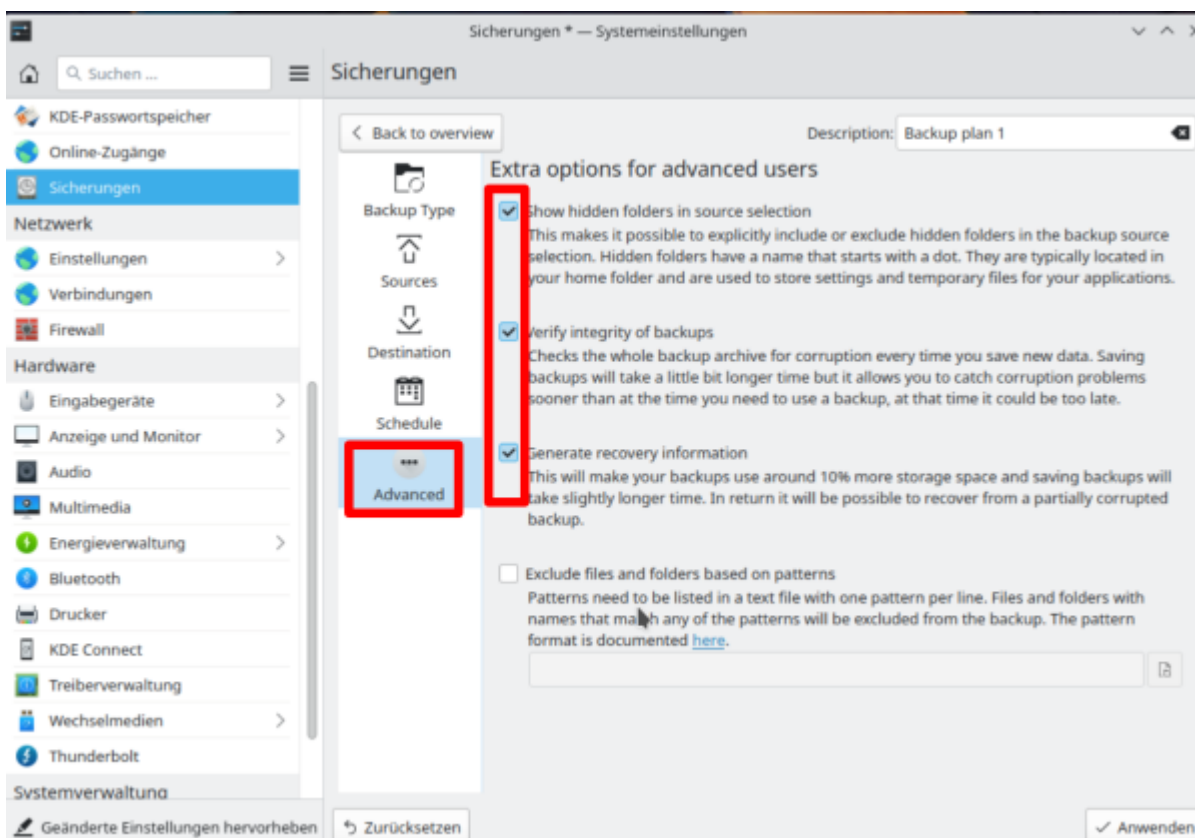 Sicherungen * — Systemeinstellungen
Suchen ...
Sicherungen
KDE-Passwortspeicher
Online-Zugänge
Sicherungen
Netzwerk
Einstellungen
Verbindungen
Firewall
Hardware
Eingabegeräte
Anzeige und Monitor
Audio
Multimedia
Energieverwaltung
Bluetooth
Drucker
KDE Connect
Treiberverwaltung
Wechselmedien
Thunderbolt
Systemverwaltung
Geänderte Einstellungen hervorheben
Back to overview
Description: Backup plan 1
Backup Type
Sources
Destination
Schedule
Advanced
Extra options for advanced users
Show hidden folders in source selection
This makes it possible to explicitly include or exclude hidden folders in the backup source
selection. Hidden folders have a name that starts with a dot. They are typically located in
your home folder and are used to store settings and temporary files for your applications.
Verify integrity of backups
Checks the whole backup archive for corruption every time you save new data. Saving
backups will take a little bit longer time but it allows you to catch corruption problems
sooner than at the time you need to use a backup, at that time it could be too late.
Generate recovery information
This will make your backups use around 10% more storage space and saving backups will
take slightly longer time. In return it will be possible to recover from a partially corrupted
backup.
Exclude files and folders based on patterns
Patterns need to be listed in a text file with one pattern per line. Files and folders with
names that match any of the patterns will be excluded from the backup. The pattern
format is documented here.
Zurücksetzen
Anwenden